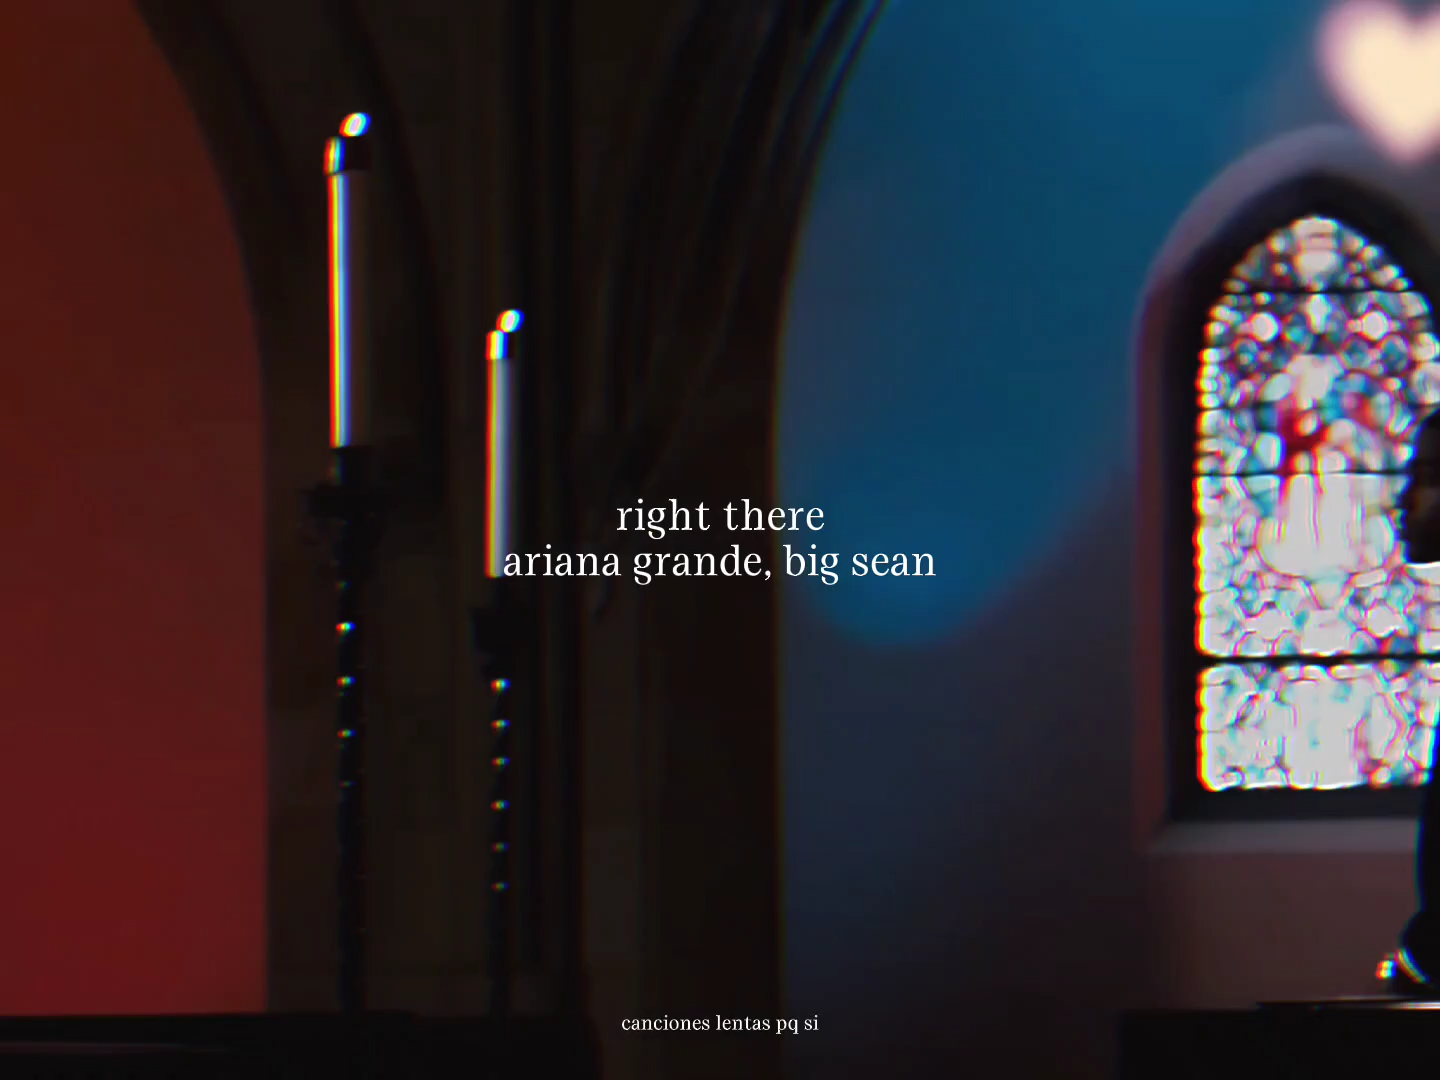 right there
ariana grande, big sean
canciones lentas pq si